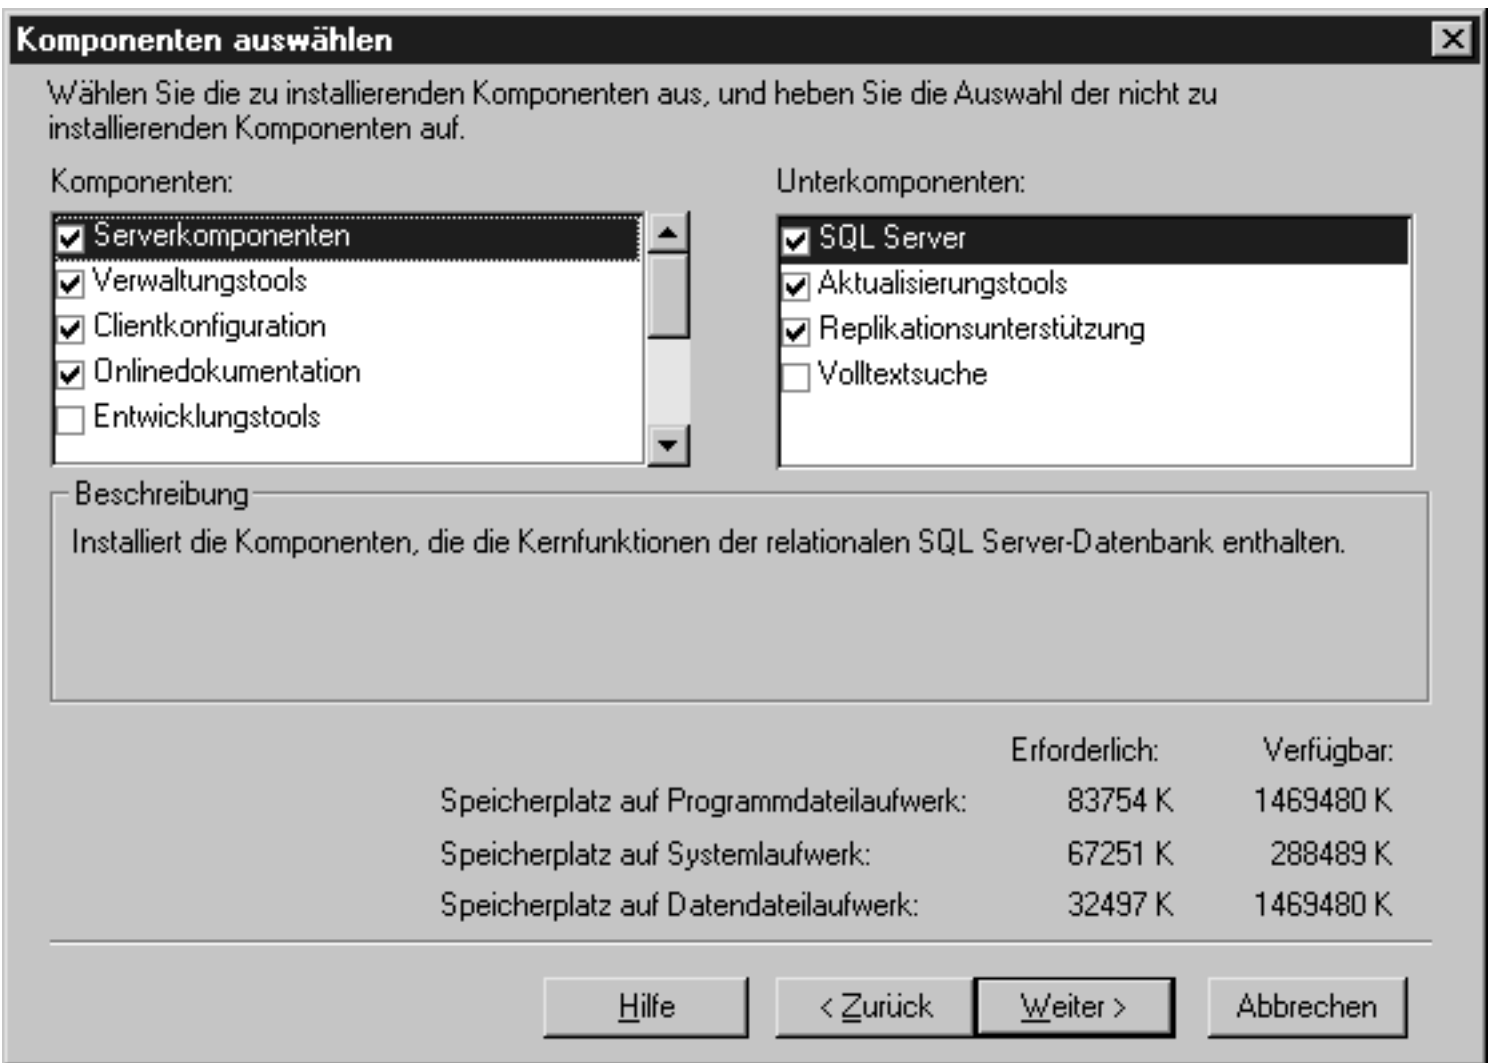 Komponenten auswählen
Wählen Sie die zu installierenden Komponenten aus, und heben Sie die Auswahl der nicht zu
installierenden Komponenten auf.
Komponenten:
Serverkomponenten
Verwaltungstools
Clientkonfiguration
Onlinedokumentation
Entwicklungstools
Unterkomponenten:
SQL Server
Aktualisierungstools
Replikationsunterstützung
Volltextsuche
Beschreibung
Installiert die Komponenten, die die Kernfunktionen der relationalen SQL Server-Datenbank enthalten.
Erforderlich: Verfügbar:
Speicherplatz auf Programmdateilaufwerk: 83754 K 1469480 K
Speicherplatz auf Systemlaufwerk: 67251 K 288489 K
Speicherplatz auf Datendateilaufwerk: 32497 K 1469480 K
Hilfe < Zurück Weiter > Abbrechen